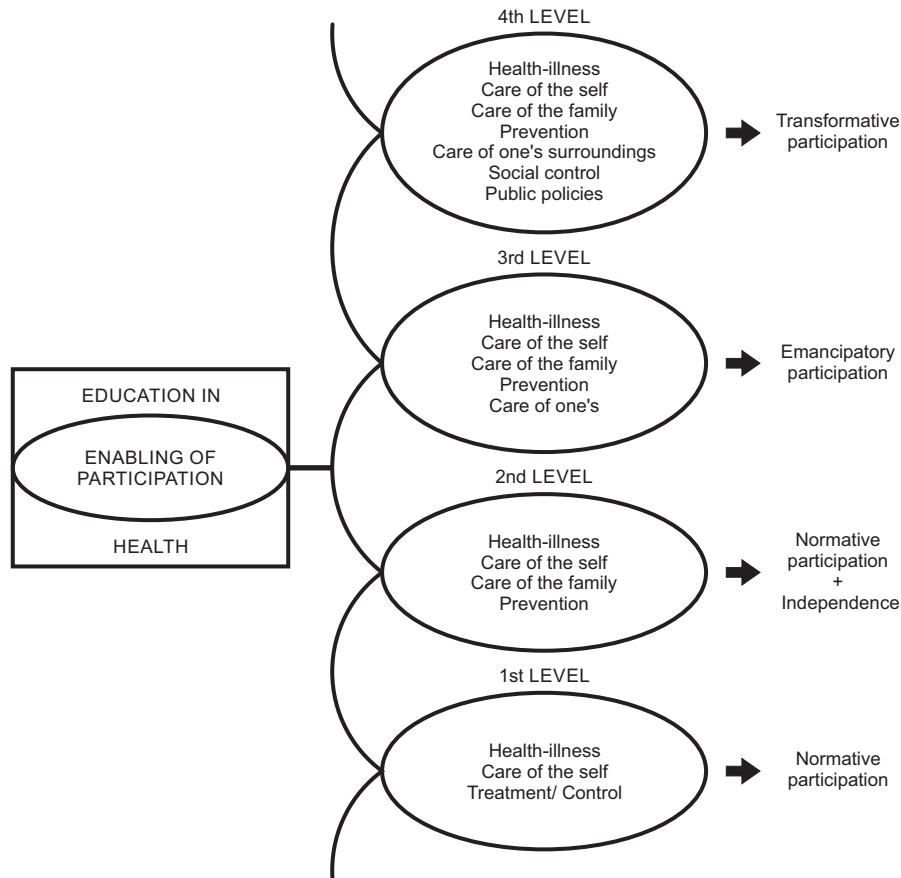 4th LEVEL
Health-illness
Care of the self
Care of the family
Prevention
Care of one's surroundings
Social control
Public policies
Transformative
participation
3rd LEVEL
Health-illness
Care of the self
Care of the family
Prevention
Care of one's
Emancipatory
participation
EDUCATION IN
ENABLING OF
PARTICIPATION
HEALTH
2nd LEVEL
Health-illness
Care of the self
Care of the family
Prevention
Normative
participation
+
Independence
1st LEVEL
Health-illness
Care of the self
Treatment/ Control
Normative
participation